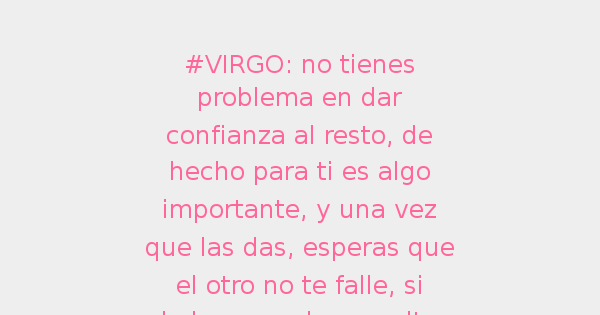 #VIRGO: no tienes
problema en dar
confianza al resto, de
hecho para ti es algo
importante, y una vez
que las das, esperas que
el otro no te falle, si